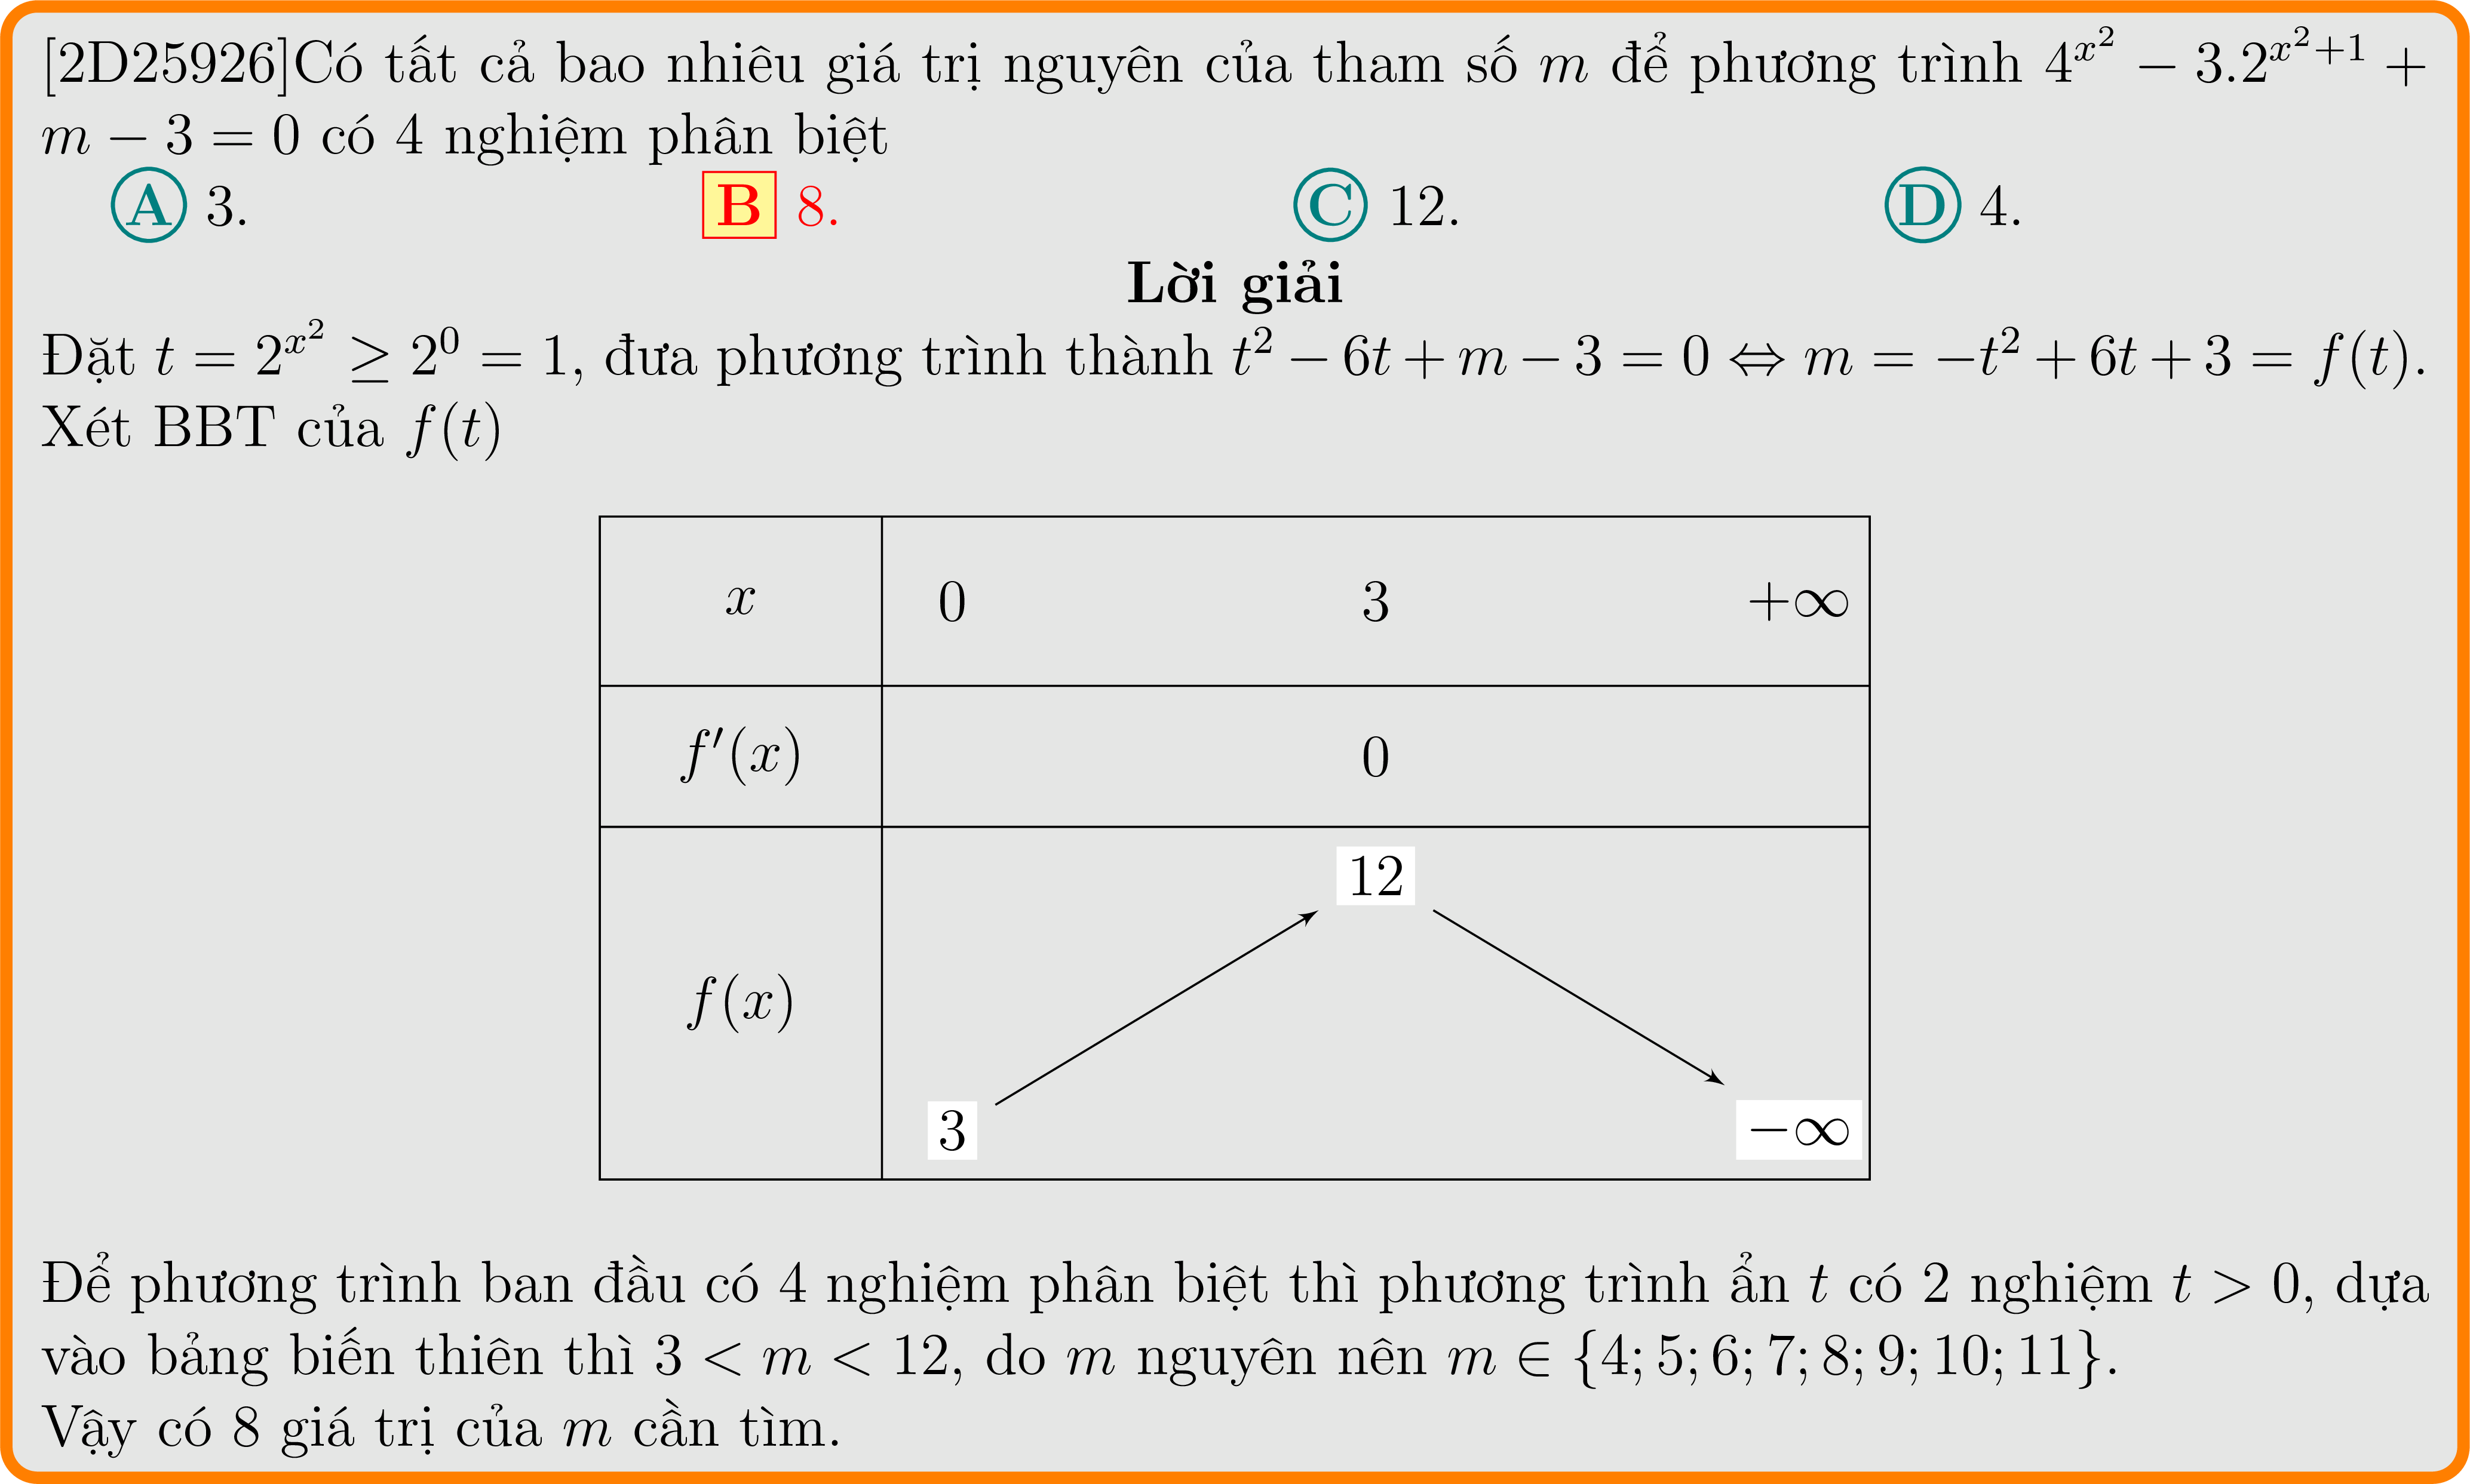 [2D25926]Có tất cả bao nhiêu giá trị nguyên của tham số m để phương trình 4^{x^2} − 3.2^{x^2+1} +
m − 3 = 0 có 4 nghiệm phân biệt
A 3. B 8. C 12. D 4.
Lời giải
Đặt t = 2^{x^2} ≥ 2^0 = 1, đưa phương trình thành t^2 − 6t + m − 3 = 0 ⇔ m = −t^2 + 6t + 3 = f(t).
Xét BBT của f(t)
x 0 3 +∞
f′(x) 0
12
f(x)
3 −∞
Để phương trình ban đầu có 4 nghiệm phân biệt thì phương trình ẩn t có 2 nghiệm t > 0, dựa
vào bảng biến thiên thì 3 < m < 12, do m nguyên nên m ∈ {4; 5; 6; 7; 8; 9; 10; 11}.
Vậy có 8 giá trị của m cần tìm.